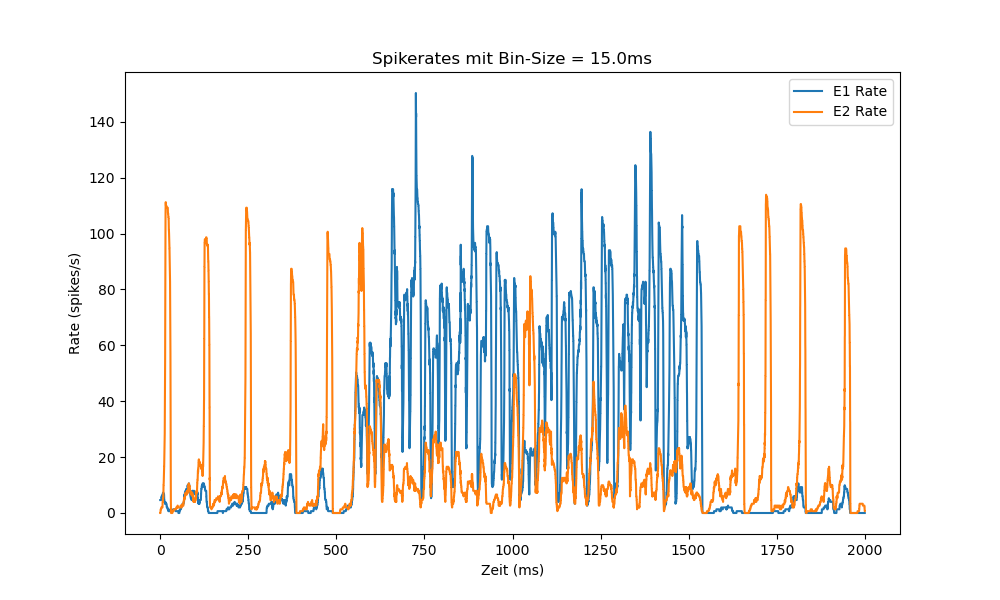 Spikerates mit Bin-Size = 15.0ms
E1 Rate
E2 Rate
Rate (spikes/s)
140
120
100
80
60
40
20
0
0 250 500 750 1000 1250 1500 1750 2000
Zeit (ms)